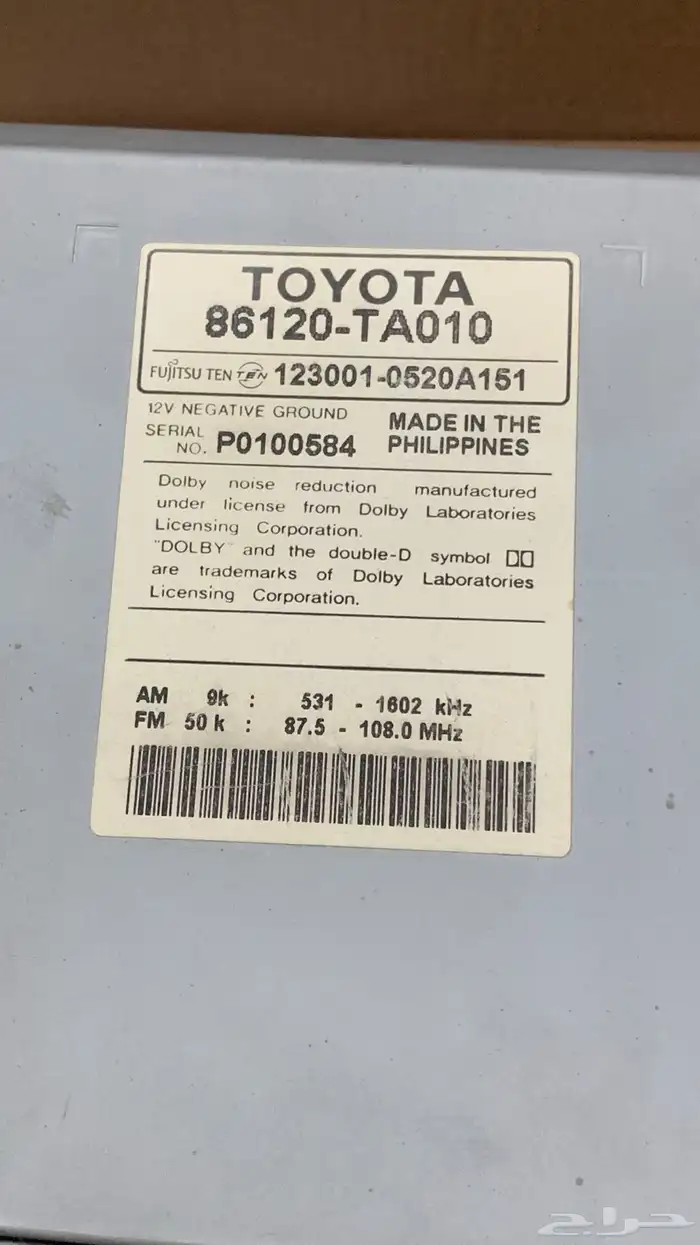 TOYOTA
86120-TA010
FUJITSU TEN TEN 123001-0520A151
12V NEGATIVE GROUND
SERIAL NO. P0100584
MADE IN THE PHILIPPINES
Dolby noise reduction manufactured
under license from Dolby Laboratories
Licensing Corporation.
"DOLBY" and the double-D symbol
are trademarks of Dolby Laboratories
Licensing Corporation.
AM 9k : 531 - 1602 kHz
FM 50k : 87.5 - 108.0 MHz
حراج